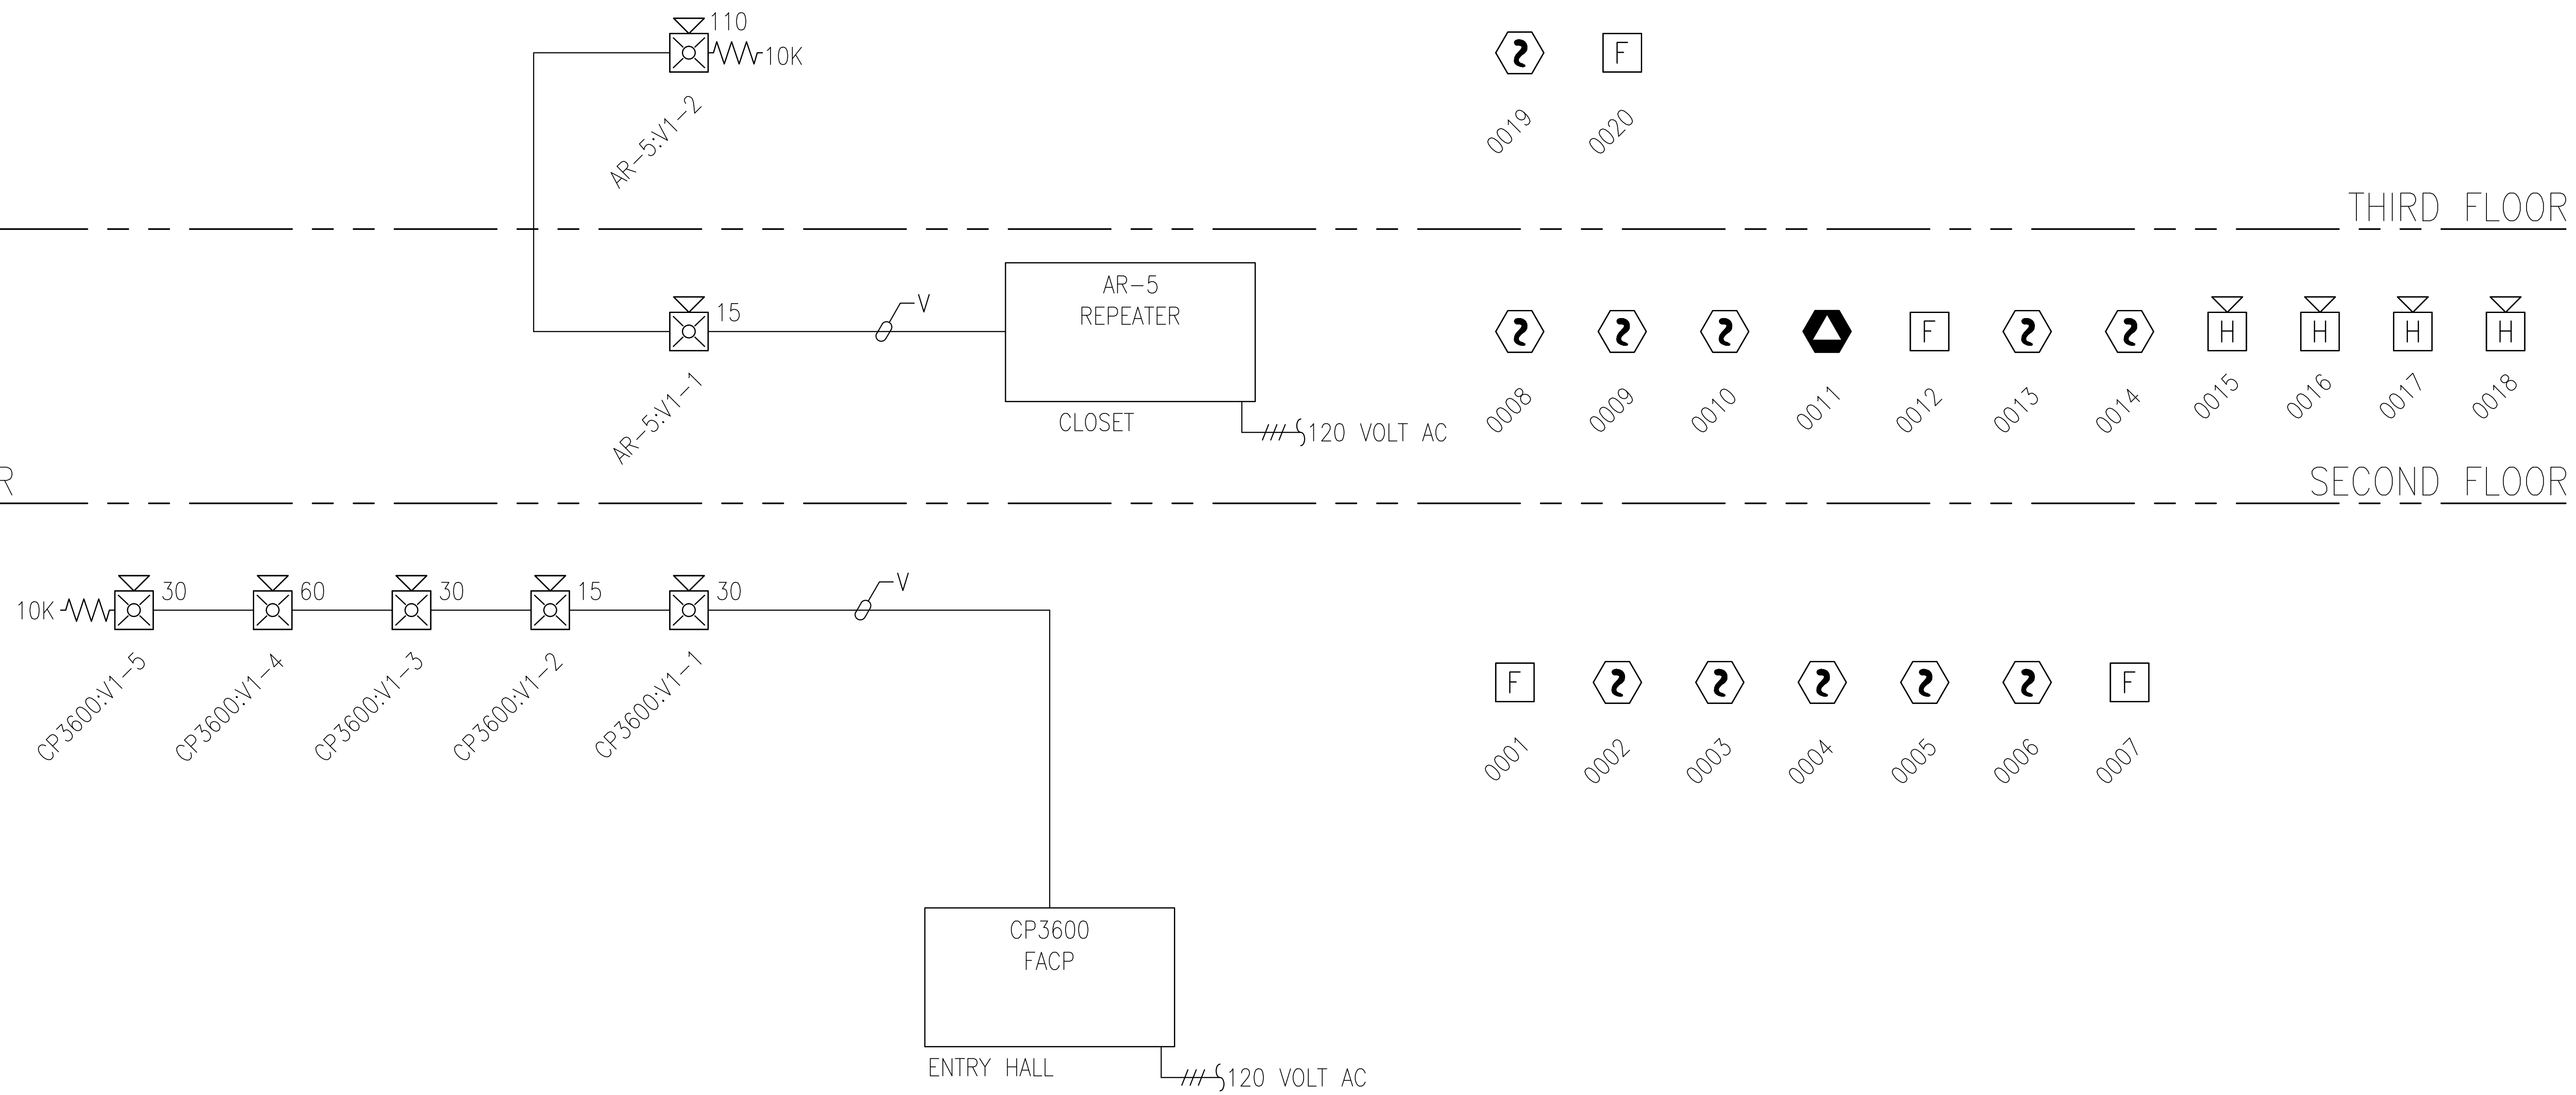 110
10K
F
AR-5:V1-2
0019
0020
THIRD FLOOR
AR-5
REPEATER
V
15
F
H
H
H
H
AR-5:V1-1
CLOSET
120 VOLT AC
0008
0009
0010
0011
0012
0013
0014
0015
0016
0017
0018
R
SECOND FLOOR
10K
30
60
30
15
30
V
CP3600:V1-5
CP3600:V1-4
CP3600:V1-3
CP3600:V1-2
CP3600:V1-1
F
F
0001
0002
0003
0004
0005
0006
0007
CP3600
FACP
ENTRY HALL
120 VOLT AC